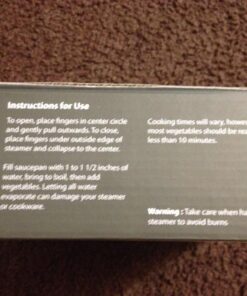 Instructions for Use
To open, place fingers in center circle
and gently pull outwards. To close,
place fingers under outside edge of
steamer and collapse to the center.
Fill saucepan with 1 to 1 1/2 inches of
water, bring to boil, then add
vegetables. Letting all water
evaporate can damage your steamer
or cookware.
Cooking times will vary, howe
most vegetables should be rea
less than 10 minutes.
Warning : Take care when ha
steamer to avoid burns